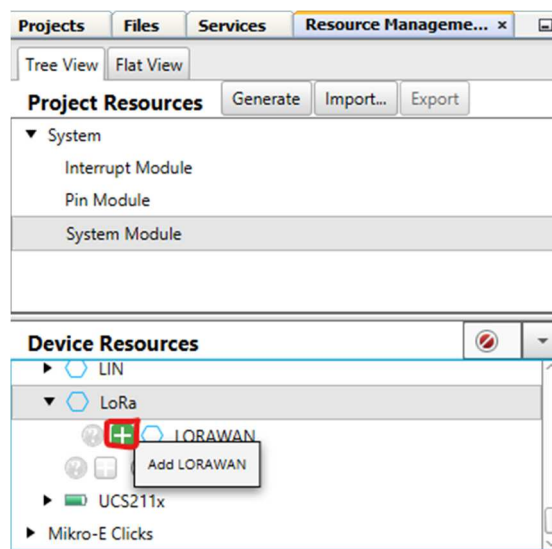 Projects Files Services Resource Manageme... ×
Tree View Flat View
Project Resources Generate Import... Export
▼ System
Interrupt Module
Pin Module
System Module
Device Resources
LIN
LoRa
LORAWAN
Add LORAWAN
UCS211x
Mikro-E Clicks